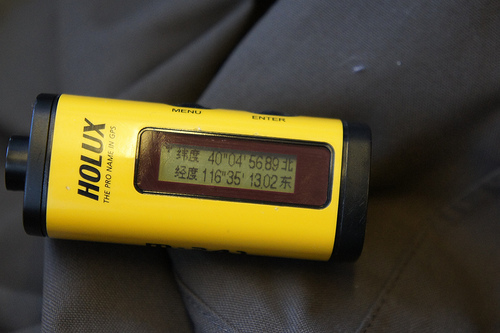 MENU
ENTER
HOLUX
THE PRO NAME IN GPS
纬度 40°04'56.89北
经度 116°35'13.02东